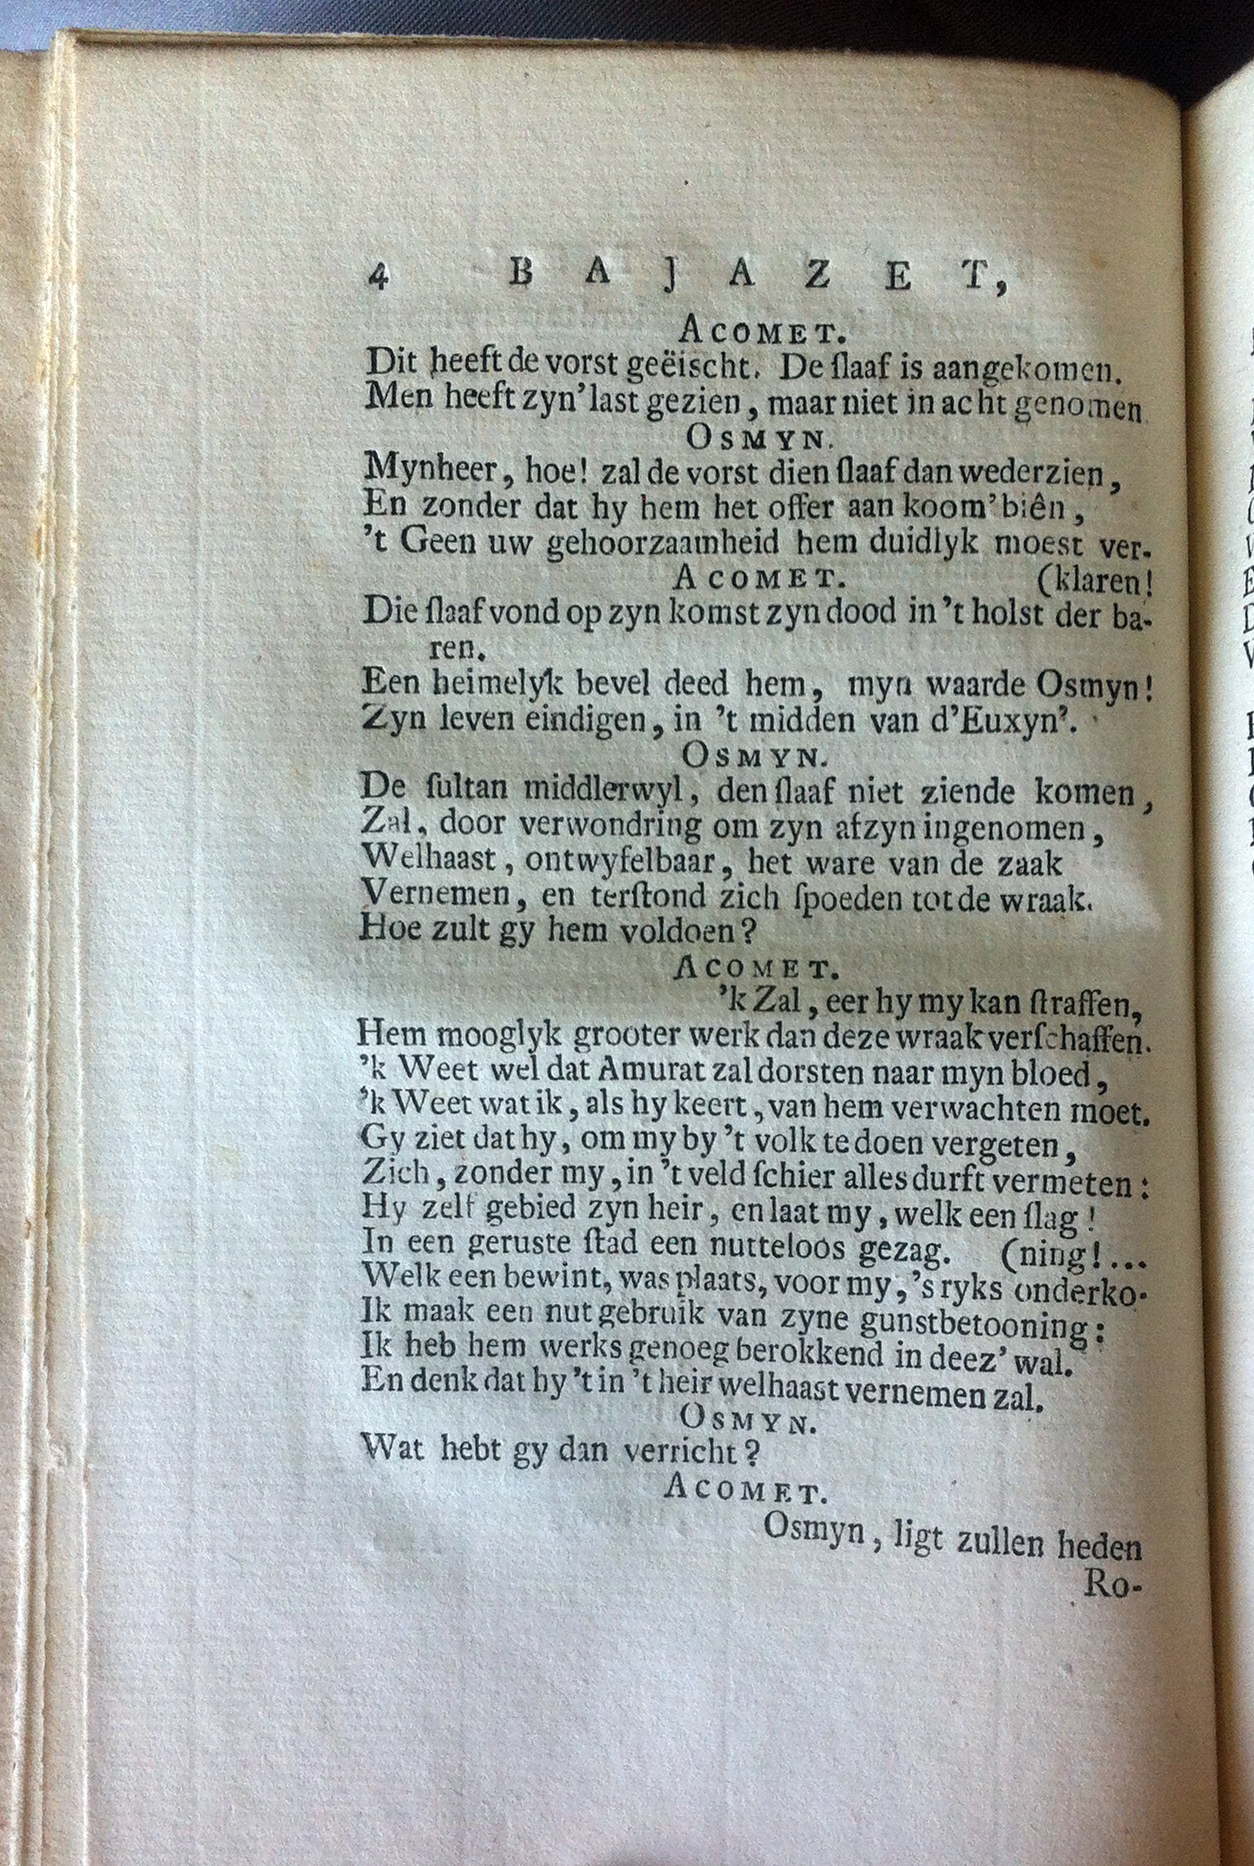 4 BAJAZET,
ACOMET.
Dit heeft de vorst geëischt. De ſlaaf is aangekomen.
Men heeft zyn' last gezien, maar niet in acht genomen
OSMYN.
Mynheer, hoe! zal de vorst dien ſlaaf dan wederzien,
En zonder dat hy hem het offer aan koom' biên,
't Geen uw gehoorzaamheid hem duidlyk moest ver-
ACOMET. (klaren!
Die ſlaaf vond op zyn komst zyn dood in 't holst der ba-
ren.
Een heimelyk bevel deed hem, myn waarde Osmyn!
Zyn leven eindigen, in 't midden van d'Euxyn'.
OSMYN.
De ſultan middlerwyl, den ſlaaf niet ziende komen,
Zal, door verwondring om zyn afzyn ingenomen,
Welhaast, ontwyfelbaar, het ware van de zaak
Vernemen, en terſtond zich ſpoeden tot de wraak.
Hoe zult gy hem voldoen?
ACOMET.
'k Zal, eer hy my kan ſtraffen,
Hem mooglyk grooter werk dan deze wraak verſchaffen.
'k Weet wel dat Amurat zal dorsten naar myn bloed,
'k Weet wat ik, als hy keert, van hem verwachten moet.
Gy ziet dat hy, om my by 't volk te doen vergeten,
Zich, zonder my, in 't veld ſchier alles durft vermeten:
Hy zelf gebied zyn heir, en laat my, welk een ſlag!
In een geruste ſtad een nutteloos gezag. (ning!...
Welk een bewint, was plaats, voor my, 's ryks onderko-
Ik maak een nut gebruik van zyne gunstbetooning:
Ik heb hem werks genoeg berokkend in deez' wal.
En denk dat hy 't in 't heir welhaast vernemen zal.
OSMYN.
Wat hebt gy dan verricht?
ACOMET.
Osmyn, ligt zullen heden
Ro-